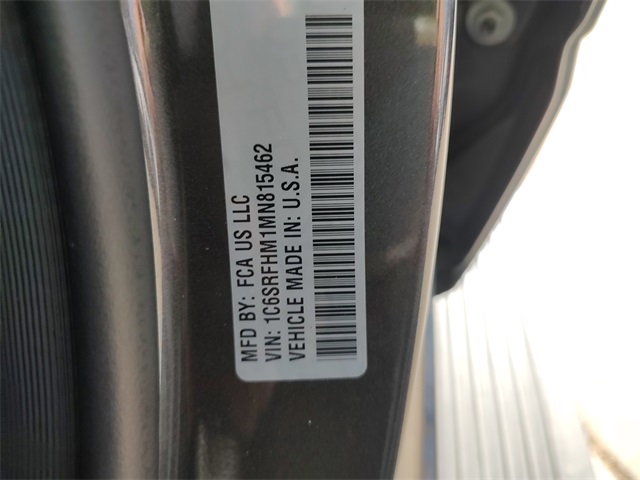 MFD BY: FCA US LLC
VIN: 1C6SRFHM1MN815462
VEHICLE MADE IN: U.S.A.